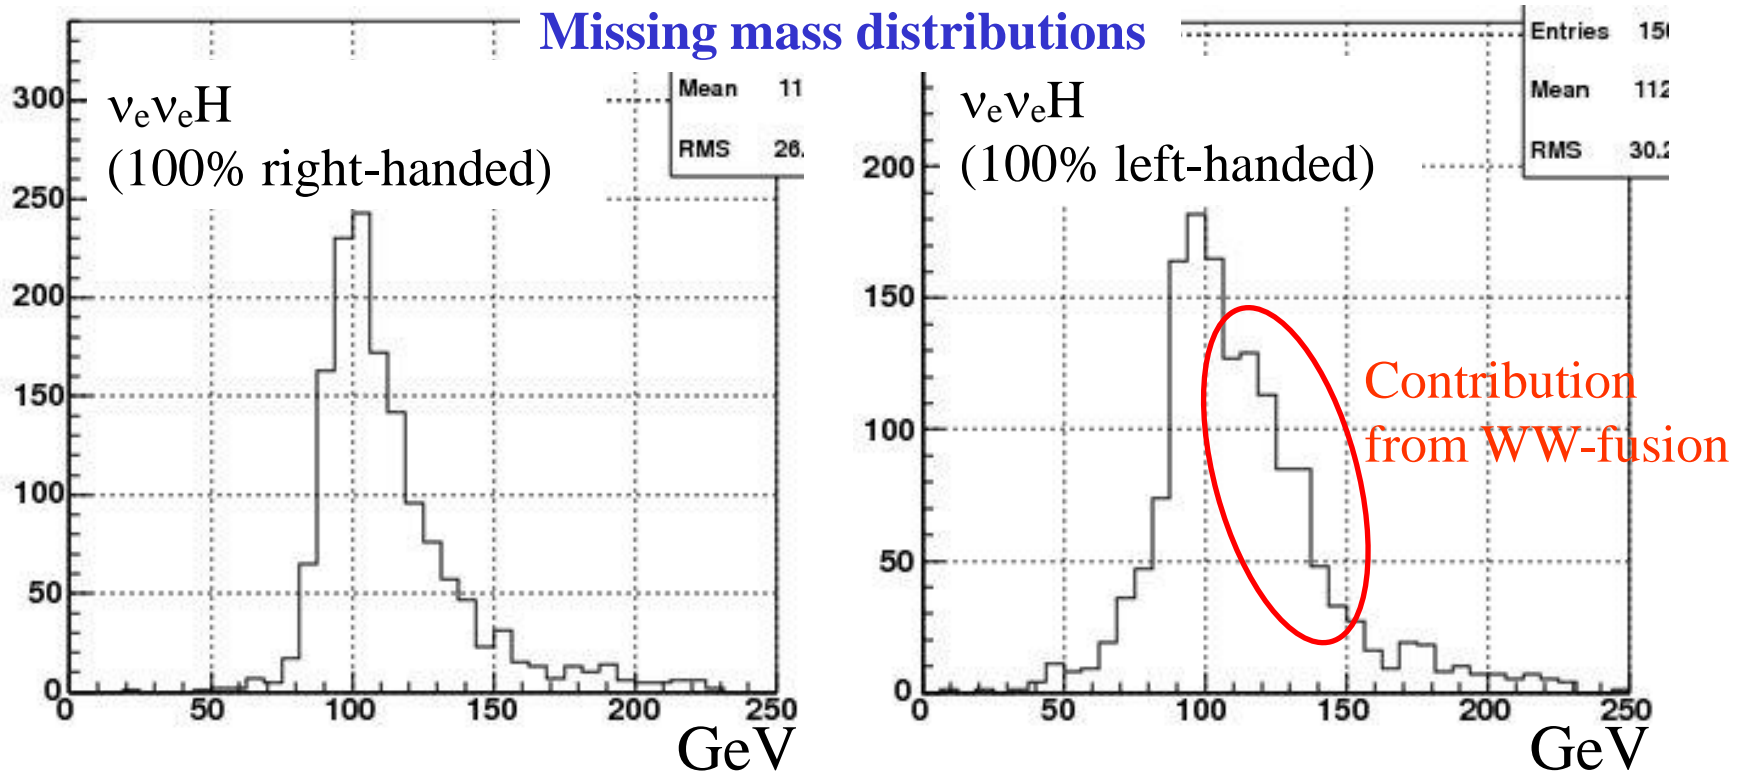 Missing mass distributions
νeνeH
(100% right-handed)
Mean 11
RMS 26.
300
250
200
150
100
50
0
0 50 100 150 200 250
GeV
νeνeH
(100% left-handed)
Entries
Mean 112
RMS 30.2
200
150
100
50
0
Contribution
from WW-fusion
0 50 100 150 200 250
GeV